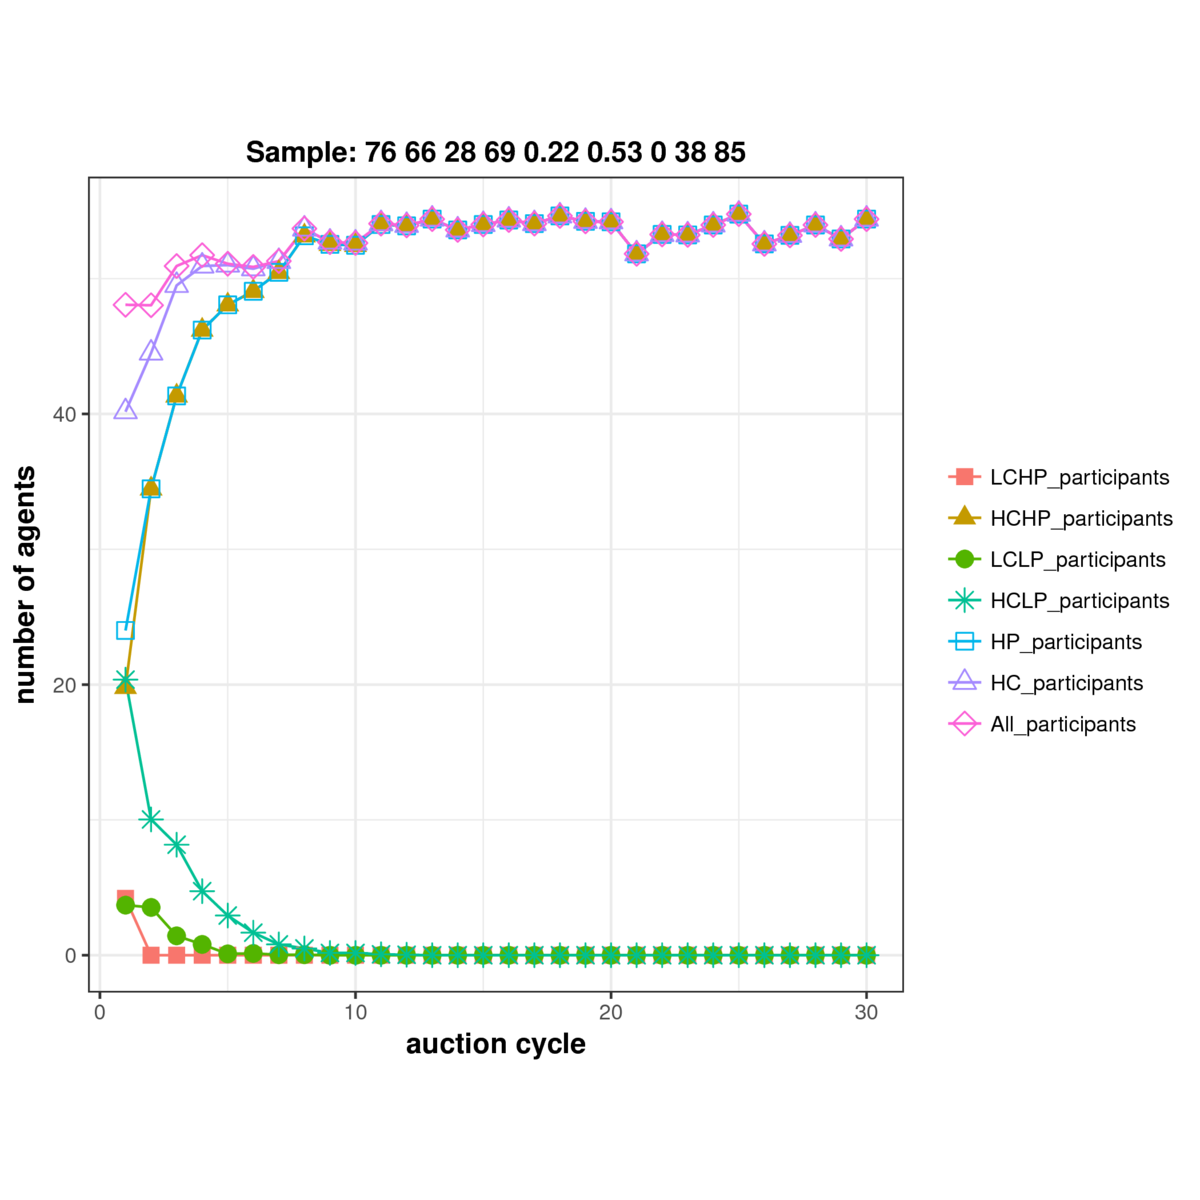 Sample: 76 66 28 69 0.22 0.53 0 38 85
number of agents
40
20
0
0 10 20 30
auction cycle
LCHP_participants
HCHP_participants
LCLP_participants
HCLP_participants
HP_participants
HC_participants
All_participants